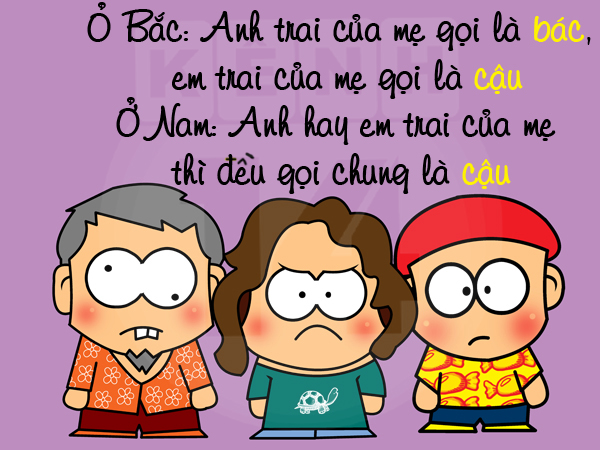 Ở Bắc: Anh trai của mẹ gọi là bác,
em trai của mẹ gọi là cậu
Ở Nam: Anh hay em trai của mẹ
thì đều gọi chung là cậu